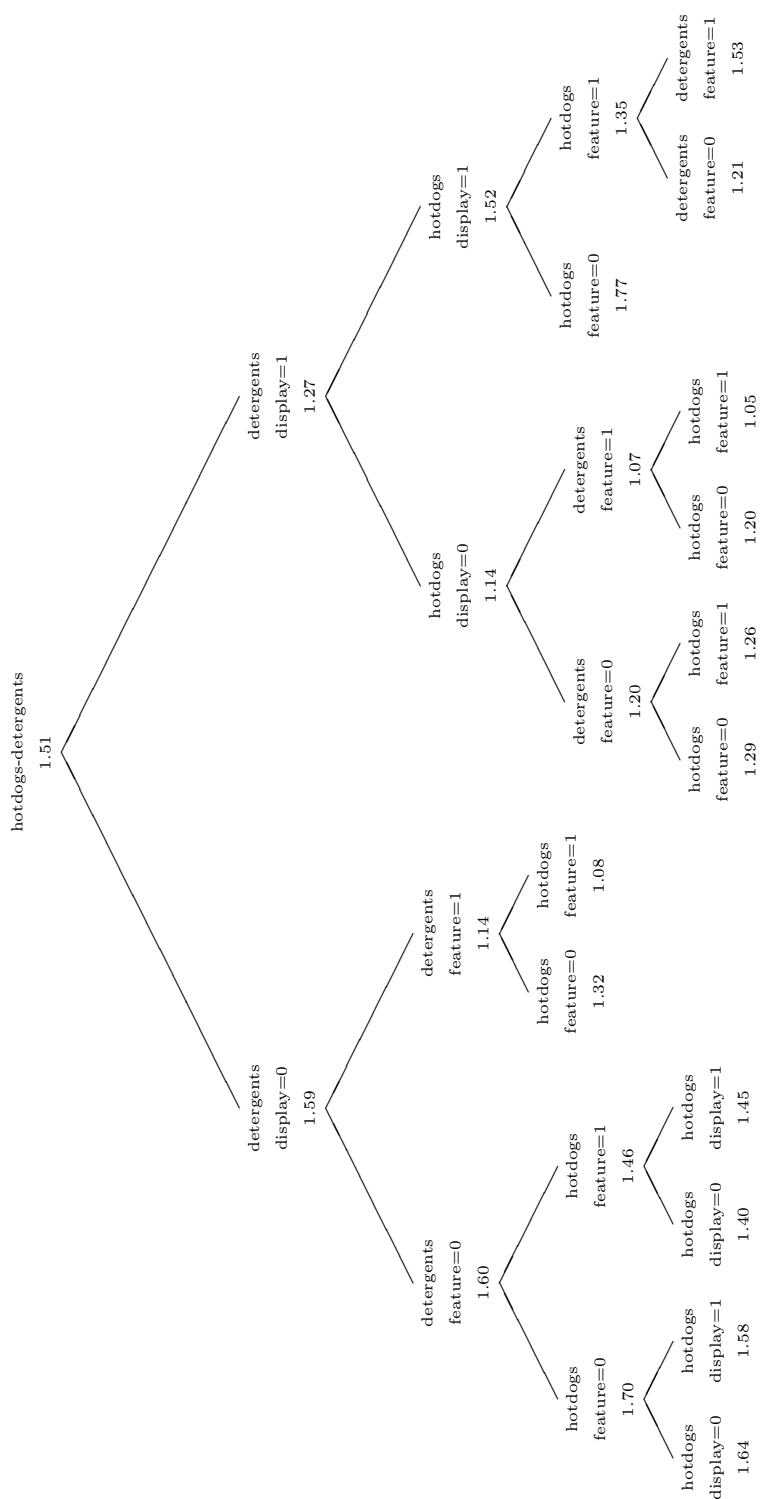 hotdogs-detergents
1.51
detergents
display=0
1.59
detergents
display=1
1.27
detergents
feature=0
1.60
detergents
feature=1
1.14
hotdogs
display=0
1.14
hotdogs
display=1
1.52
hotdogs
feature=0
1.70
hotdogs
feature=1
1.46
hotdogs
feature=0
1.32
hotdogs
feature=1
1.08
detergents
feature=0
1.20
detergents
feature=1
1.07
hotdogs
feature=0
1.77
hotdogs
feature=1
1.35
hotdogs
display=0
1.64
hotdogs
display=1
1.58
hotdogs
display=0
1.40
hotdogs
display=1
1.45
hotdogs
feature=0
1.29
hotdogs
feature=1
1.26
hotdogs
feature=0
1.20
hotdogs
feature=1
1.05
detergents
feature=0
1.21
detergents
feature=1
1.53